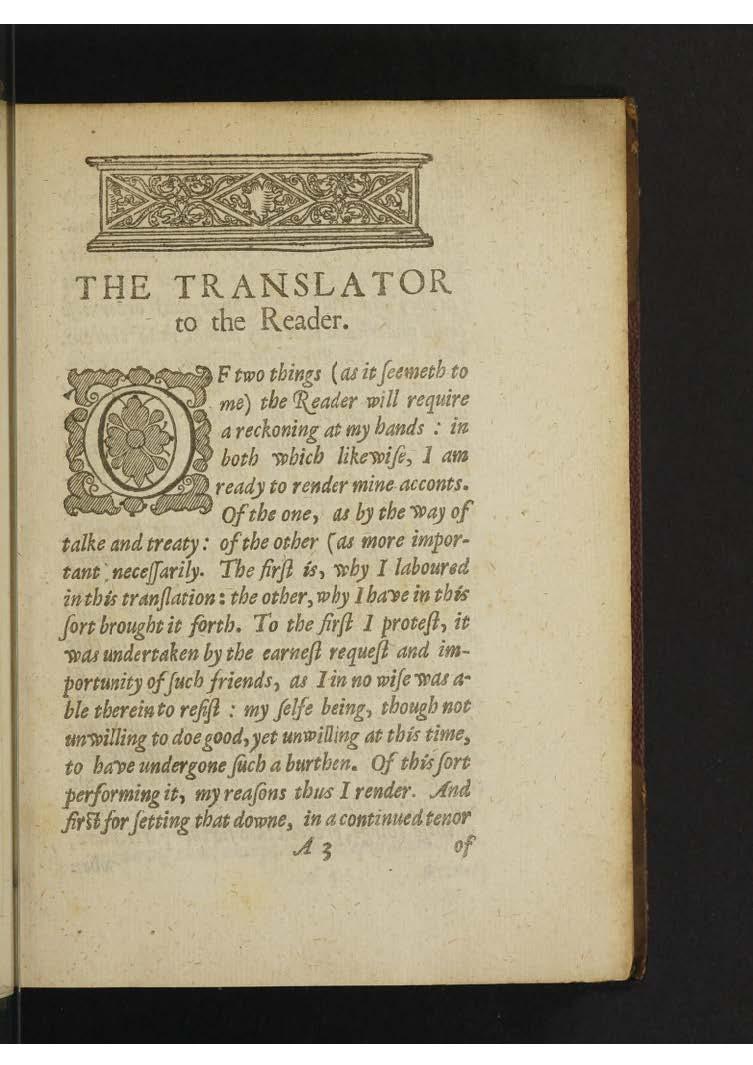 THE TRANSLATOR
to the Reader.
OF two things (as it ſeemeth to
me) the Reader will require
a reckoning at my hands : in
both which likewiſe, I am
ready to render mine acconts.
Of the one, as by the way of
talke and treaty : of the other (as more impor-
tant neceſſarily. The firſt is, why I laboured
in this tranſlation : the other, why I have in this
ſort brought it forth. To the firſt I proteſt, it
was undertaken by the earneſt requeſt and im-
portunity of ſuch friends, as I in no wiſe was a-
ble therein to reſiſt : my ſelfe being, though not
unwilling to doe good, yet unwilling at this time,
to have undergone ſuch a burthen. Of this ſort
performing it, my reaſons thus I render. And
firſt for ſetting that downe, in a continued tenor
A 3 of